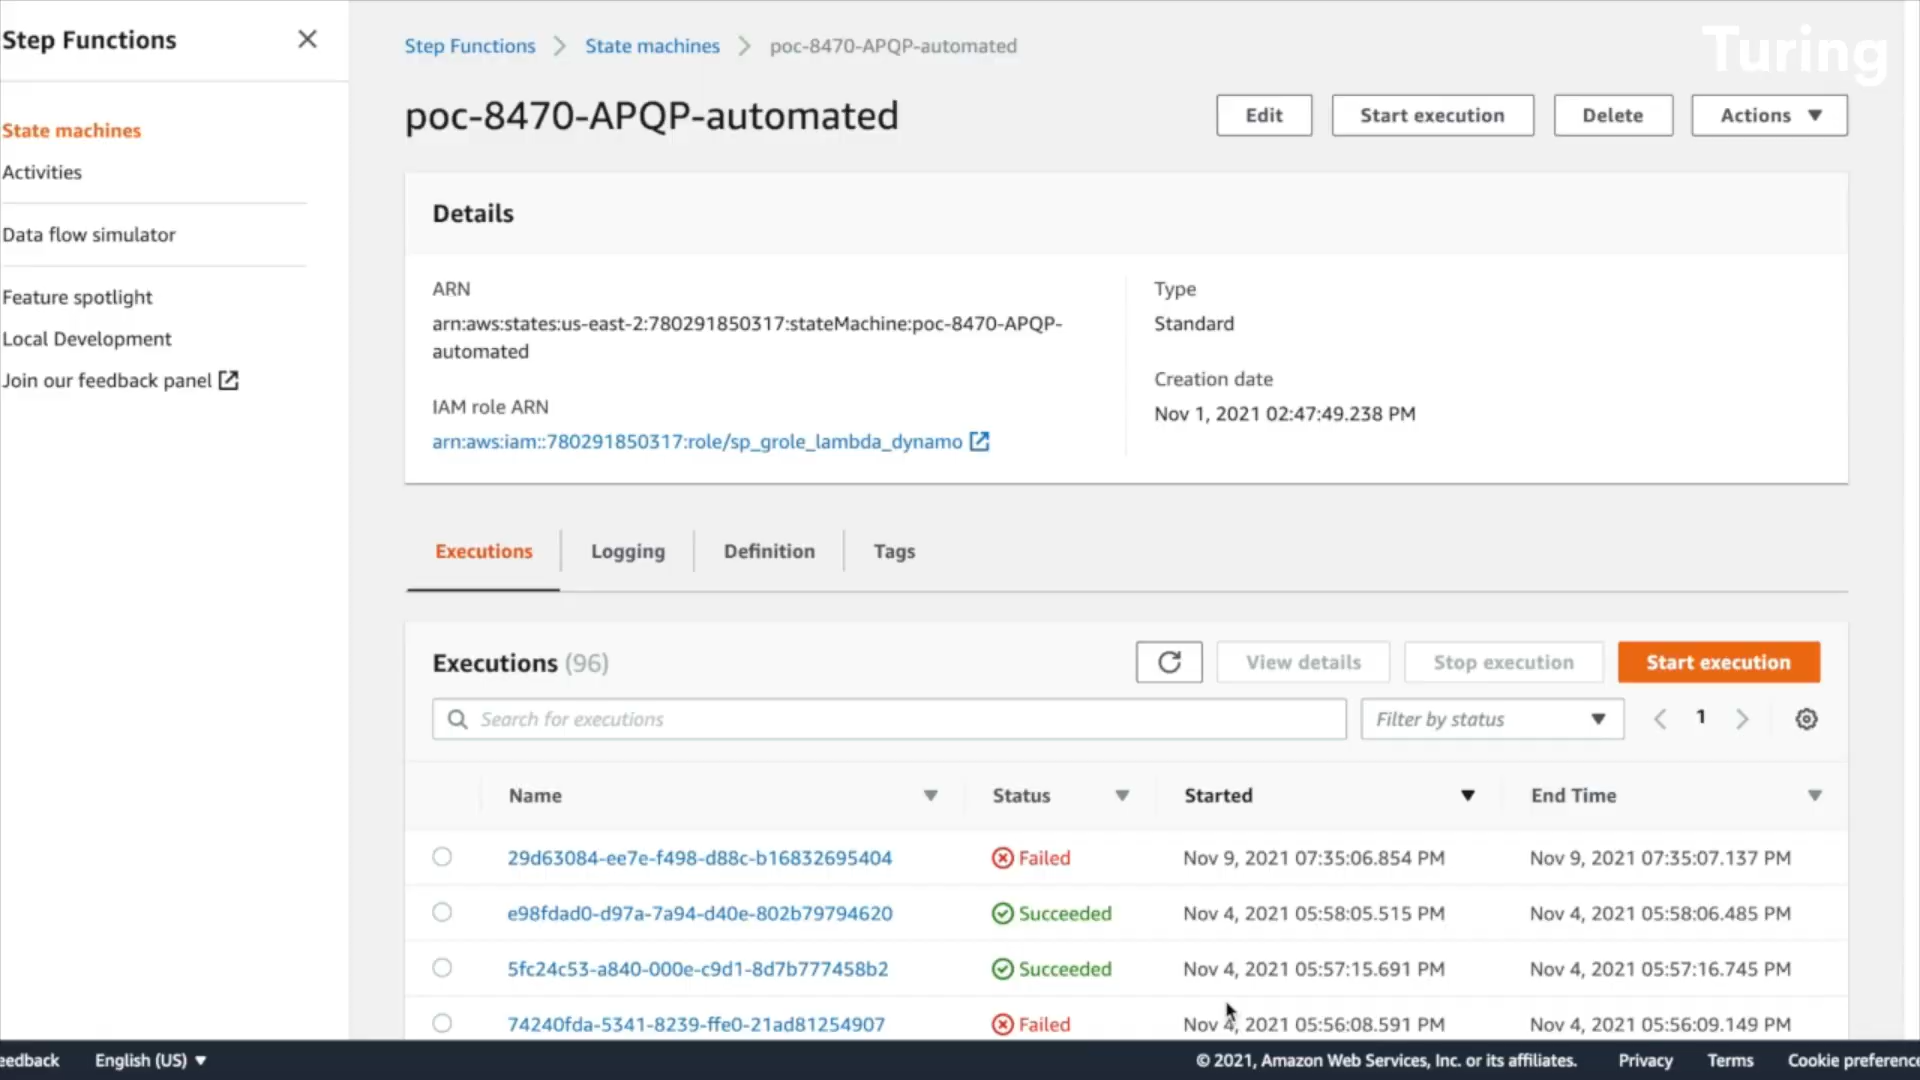 Step Functions
State machines
Activities
Data flow simulator
Feature spotlight
Local Development
Join our feedback panel
Step Functions State machines poc-8470-APQP-automated
Turing
poc-8470-APQP-automated
Edit Start execution Delete Actions
Details
ARN
arn:aws:states:us-east-2:780291850317:stateMachine:poc-8470-APQP-
automated
IAM role ARN
arn:aws:iam::780291850317:role/sp_grole_lambda_dynamo
Type
Standard
Creation date
Nov 1, 2021 02:47:49.238 PM
Executions Logging Definition Tags
Executions (96) View details Stop execution Start execution
Search for executions Filter by status 1
Name Status Started End Time
29d63084-ee7e-f498-d88c-b16832695404 Failed Nov 9, 2021 07:35:06.854 PM Nov 9, 2021 07:35:07.137 PM
e98fdad0-d97a-7a94-d40e-802b79794620 Succeeded Nov 4, 2021 05:58:05.515 PM Nov 4, 2021 05:58:06.485 PM
5fc24c53-a840-000e-c9d1-8d7b777458b2 Succeeded Nov 4, 2021 05:57:15.691 PM Nov 4, 2021 05:57:16.745 PM
74240fda-5341-8239-ffe0-21ad81254907 Failed Nov 4, 2021 05:56:08.591 PM Nov 4, 2021 05:56:09.149 PM
eedback English (US) © 2021, Amazon Web Services, Inc. or its affiliates. Privacy Terms Cookie preference